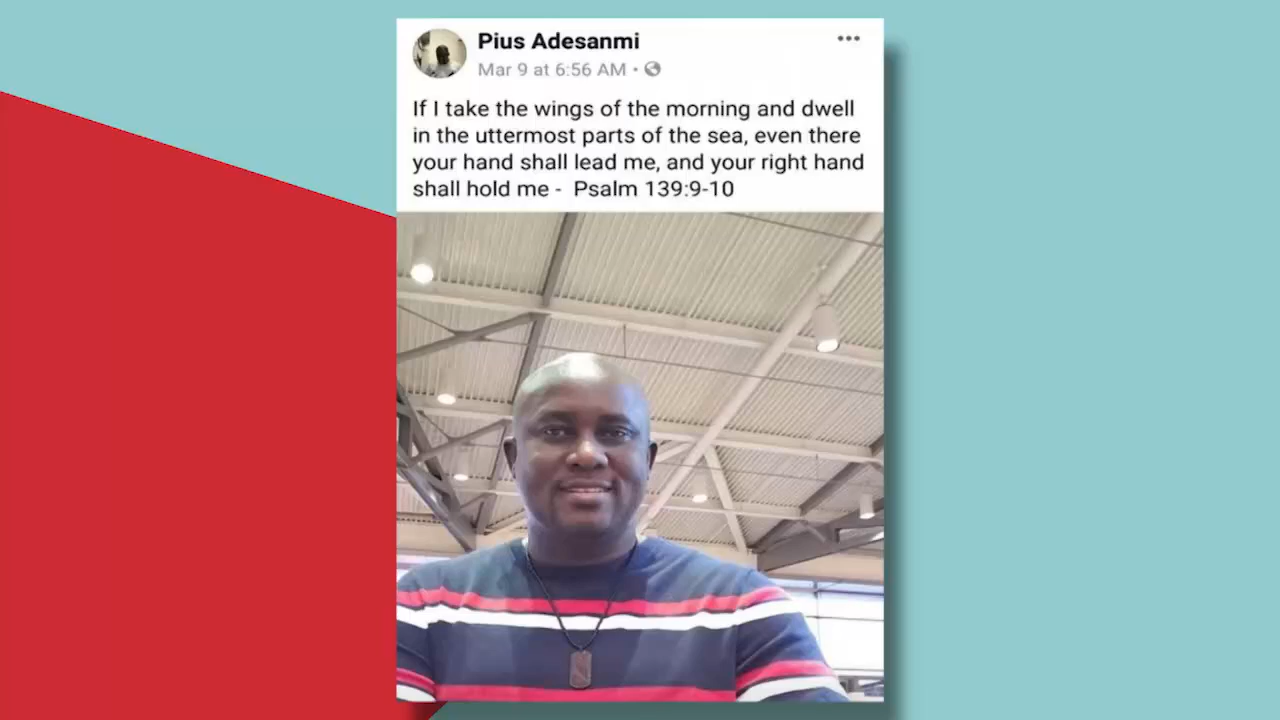 Pius Adesanmi
Mar 9 at 6:56 AM •
If I take the wings of the morning and dwell
in the uttermost parts of the sea, even there
your hand shall lead me, and your right hand
shall hold me - Psalm 139:9-10